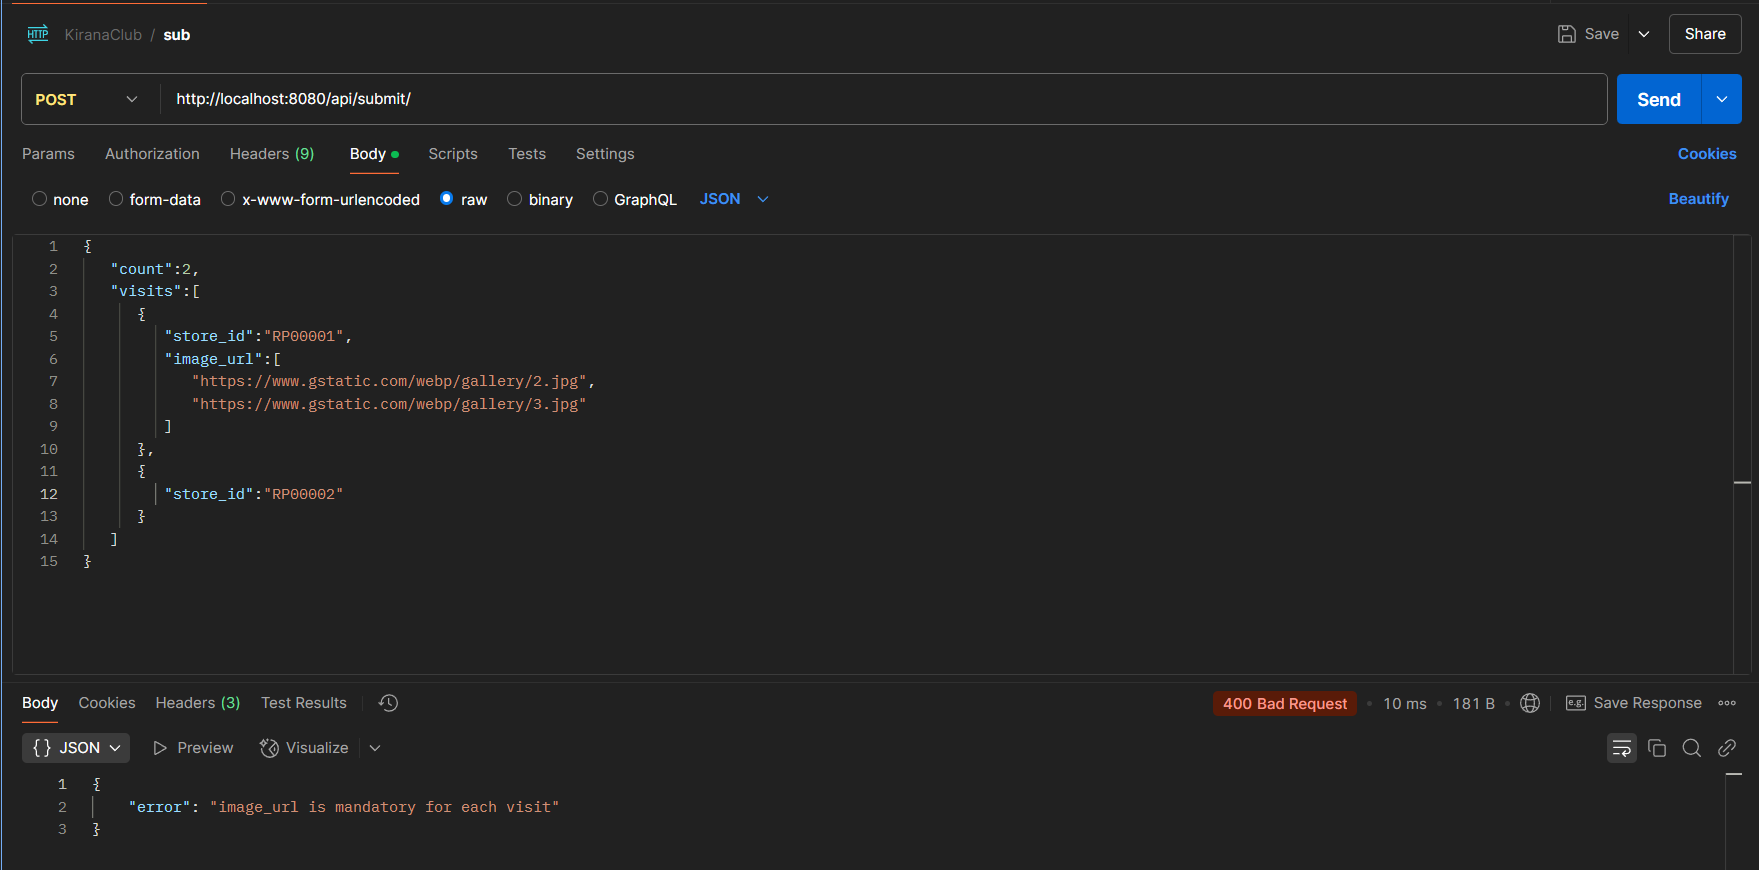 HTTP KiranaClub / sub Save Share
POST http://localhost:8080/api/submit/ Send
Params Authorization Headers (9) Body Scripts Tests Settings Cookies
none form-data x-www-form-urlencoded raw binary GraphQL JSON Beautify
1 {
2 "count":2,
3 "visits":[
4 {
5 "store_id":"RP00001",
6 "image_url":[
7 "https://www.gstatic.com/webp/gallery/2.jpg",
8 "https://www.gstatic.com/webp/gallery/3.jpg"
9 ]
10 },
11 {
12 "store_id":"RP00002"
13 }
14 ]
15 }
Body Cookies Headers (3) Test Results 400 Bad Request • 10 ms • 181 B • e.g. Save Response
{} JSON Preview Visualize
1 {
2 "error": "image_url is mandatory for each visit"
3 }